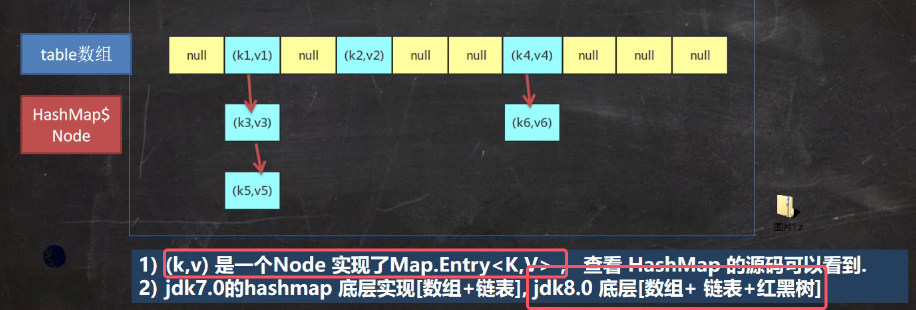 table数组
null (k1,v1) null (k2,v2) null null (k4,v4) null null null
HashMap$
Node
(k3,v3) (k6,v6)
(k5,v5)
图片12
1) (k,v) 是一个Node 实现了Map.Entry<K,V> , 查看 HashMap 的源码可以看到.
2) jdk7.0的hashmap 底层实现[数组+链表], jdk8.0 底层[数组+ 链表+红黑树]